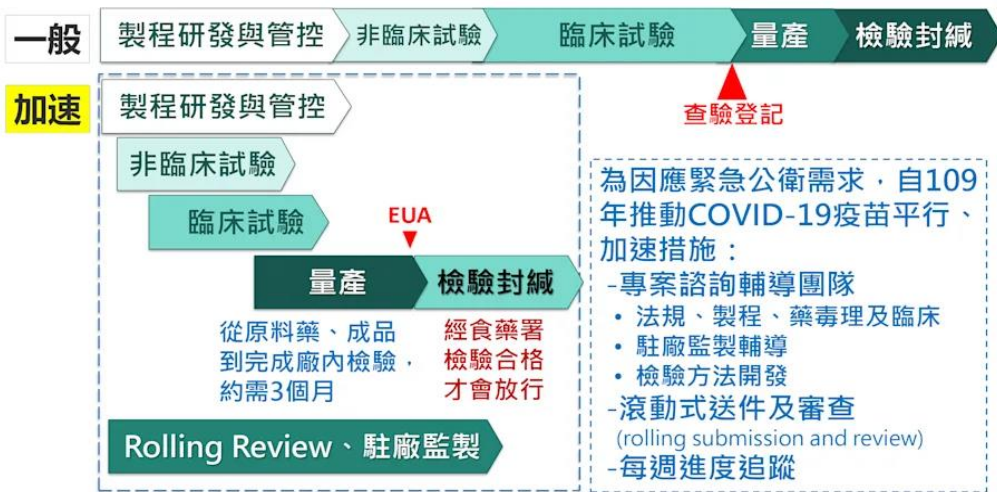 一般
製程研發與管控
非臨床試驗
臨床試驗
量產
檢驗封緘
查驗登記
加速
製程研發與管控
非臨床試驗
臨床試驗
EUA
量產
檢驗封緘
從原料藥、成品
到完成廠內檢驗，
約需3個月
經食藥署
檢驗合格
才會放行
Rolling Review、駐廠監製
為因應緊急公衛需求，自109
年推動COVID-19疫苗平行、
加速措施：
-專案諮詢輔導團隊
• 法規、製程、藥毒理及臨床
• 駐廠監製輔導
• 檢驗方法開發
-滾動式送件及審查
(rolling submission and review)
-每週進度追蹤